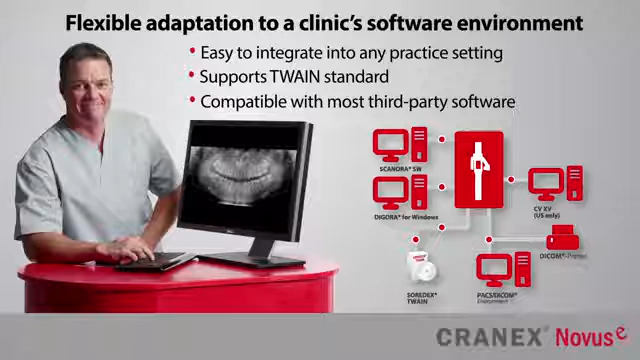 Flexible adaptation to a clinic's software environment
• Easy to integrate into any practice setting
• Supports TWAIN standard
• Compatible with most third-party software
SCANORA® SW
DIGORA® for Windows
CV XV
(US only)
DICOM®-Printer
SOREDEX®
TWAIN
PACS/DICOM®
Environment
CRANEX® Novus e